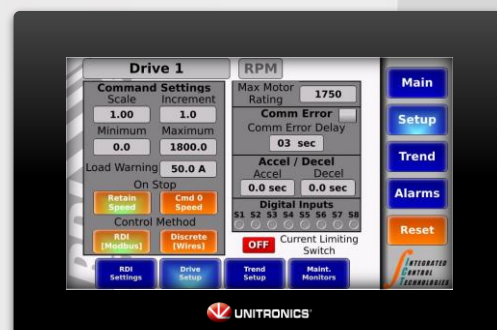 Drive 1
RPM
Main
Setup
Trend
Alarms
Reset
Command Settings
Scale Increment
1.00 1.0
Minimum Maximum
0.0 1800.0
Load Warning 50.0 A
On Stop
Retain Speed
Cmd 0 Speed
Control Method
RDI [Modbus]
Discrete [Wires]
Max Motor Rating 1750
Comm Error
Comm Error Delay
03 sec
Accel / Decel
Accel Decel
0.0 sec 0.0 sec
Digital Inputs
S1 S2 S3 S4 S5 S6 S7 S8
OFF Current Limiting Switch
RDI Settings
Drive Setup
Trend Setup
Maint. Monitors
INTEGRATED
CONTROL
TECHNOLOGIES
UNITRONICS